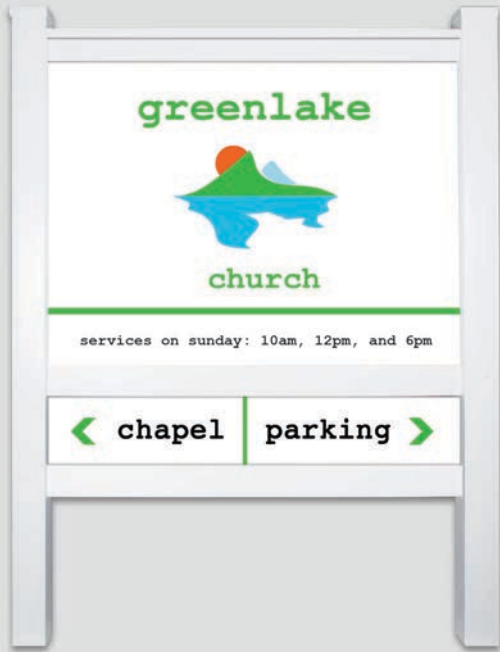 greenlake
church
services on sunday: 10am, 12pm, and 6pm
chapel parking